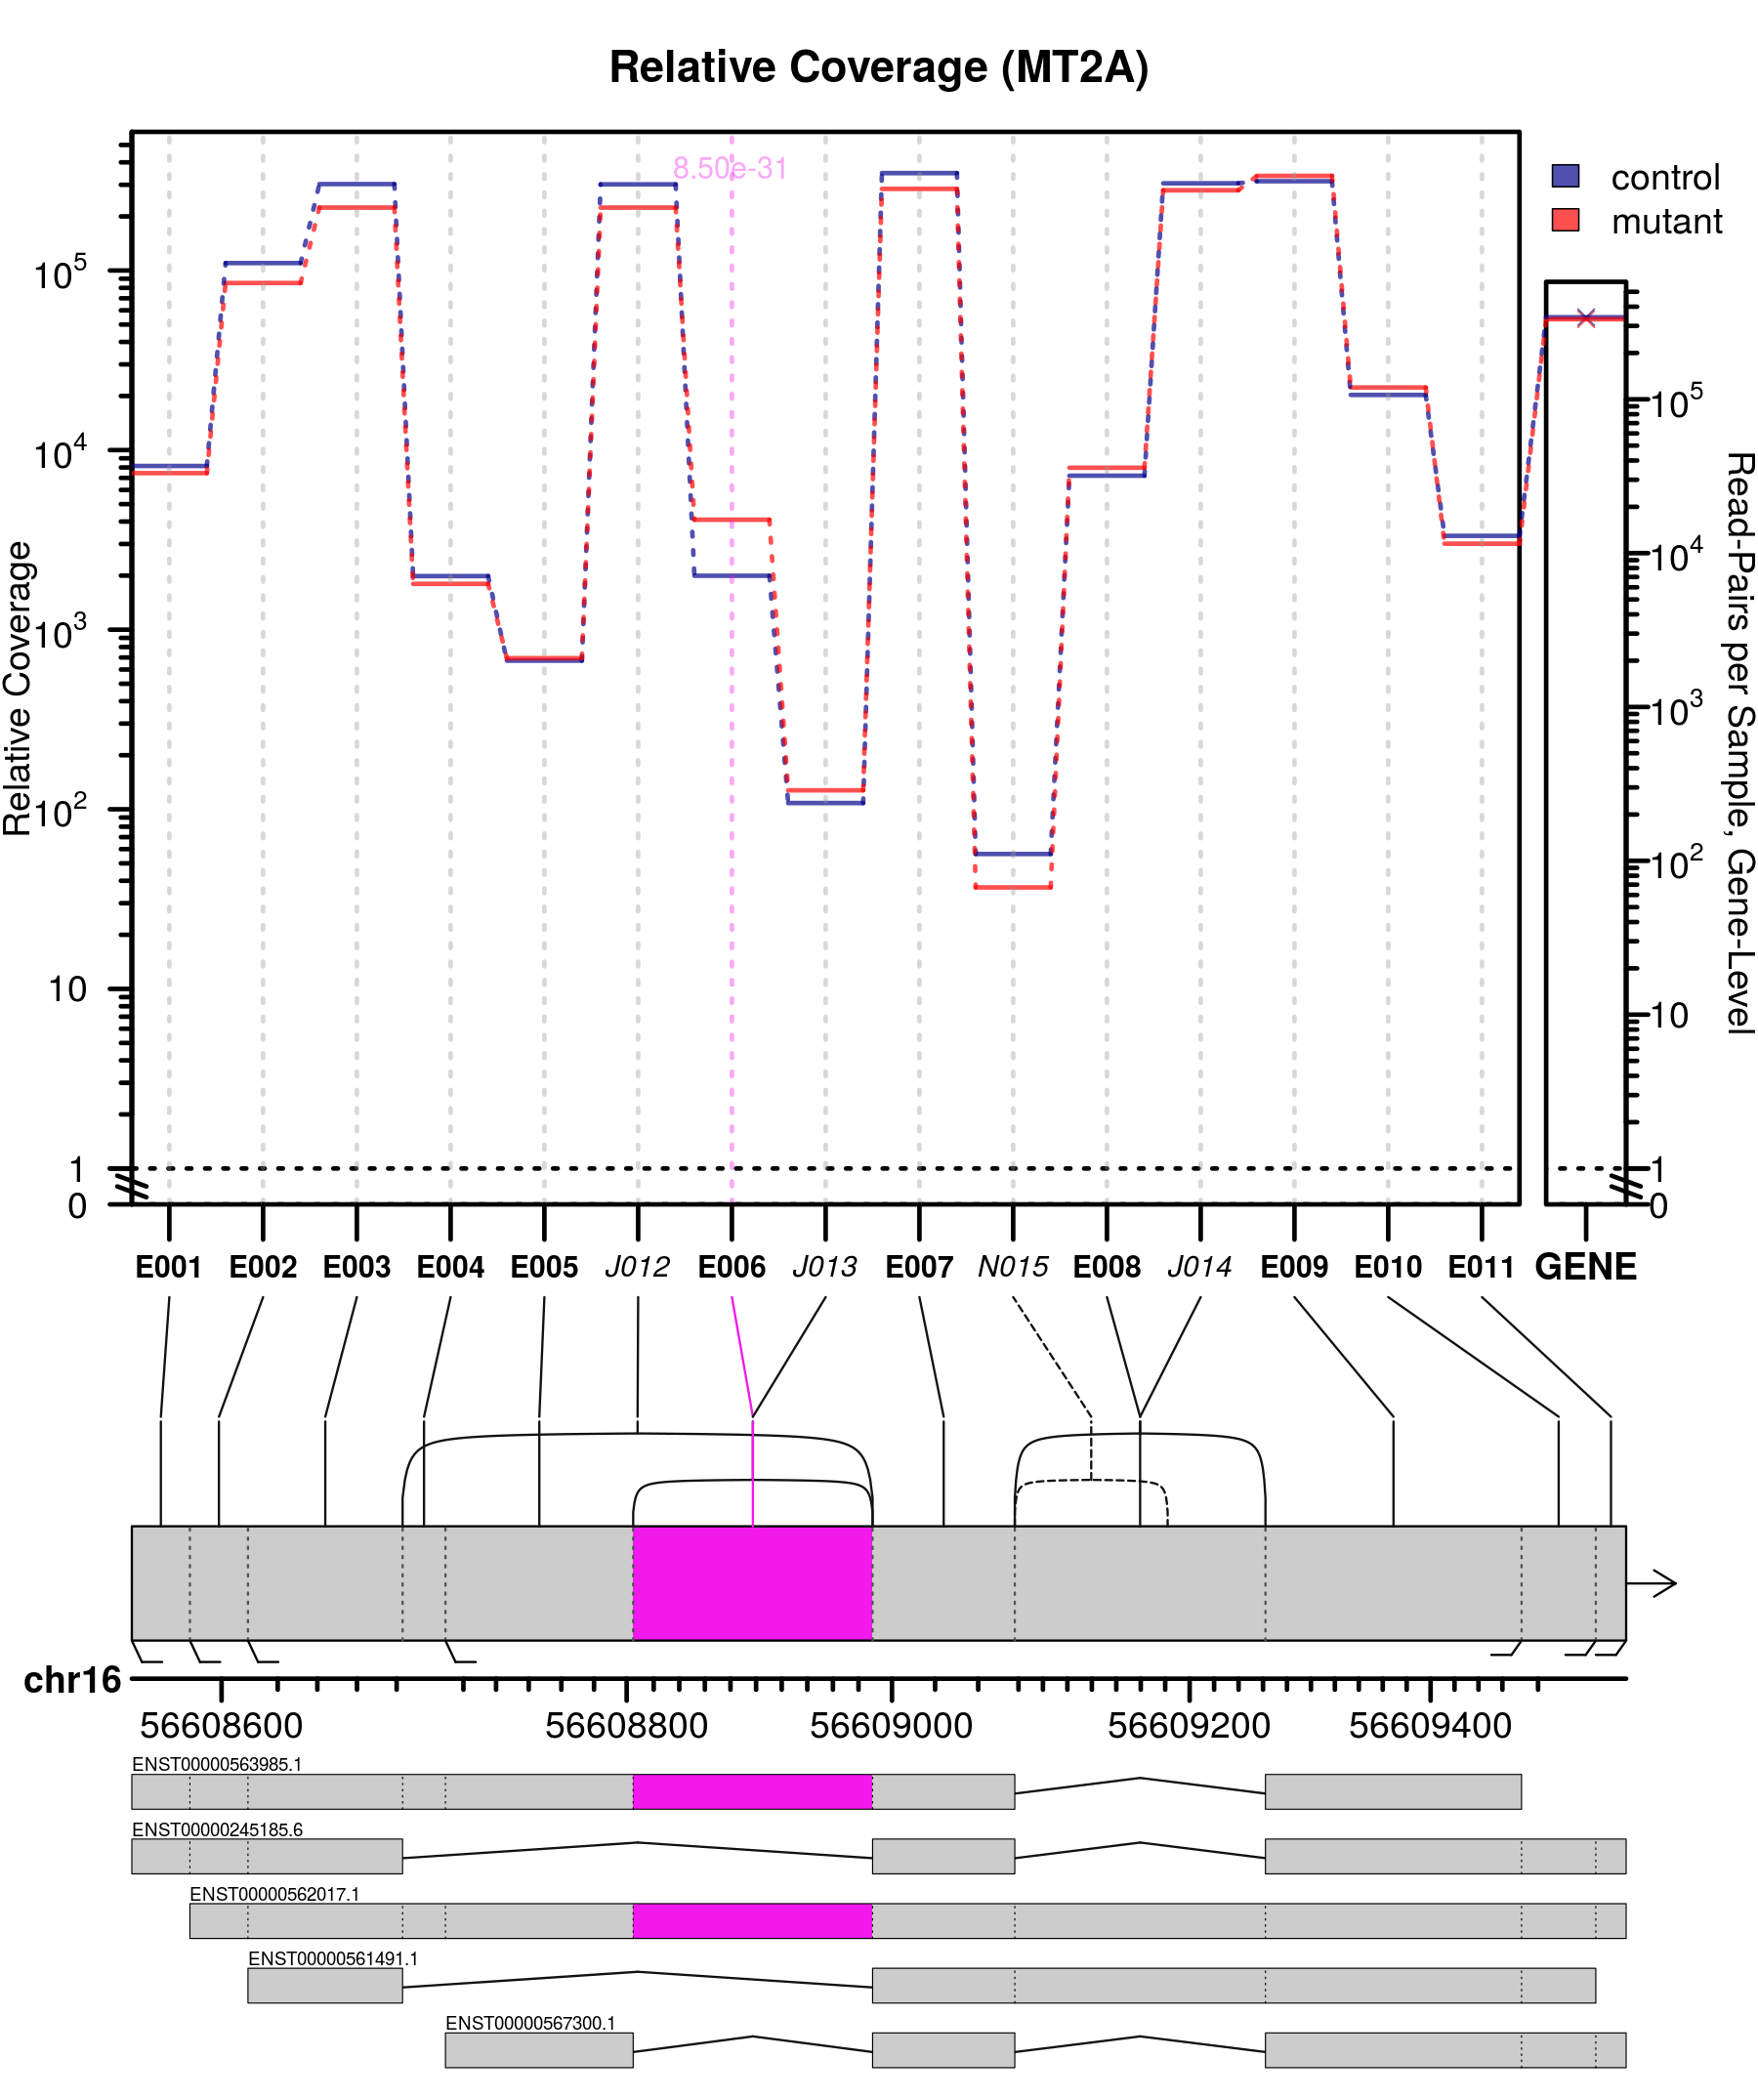 Relative Coverage (MT2A)
8.50e-31
control
mutant
Relative Coverage
10^5
10^4
10^3
10^2
10
1
0
10^5
10^4
10^3
10^2
10
1
0
Read-Pairs per Sample, Gene-Level
E001 E002 E003 E004 E005 J012 E006 J013 E007 N015 E008 J014 E009 E010 E011 GENE
chr16
56608600 56608800 56609000 56609200 56609400
ENST00000563985.1
ENST00000245185.6
ENST00000562017.1
ENST00000561491.1
ENST00000567300.1